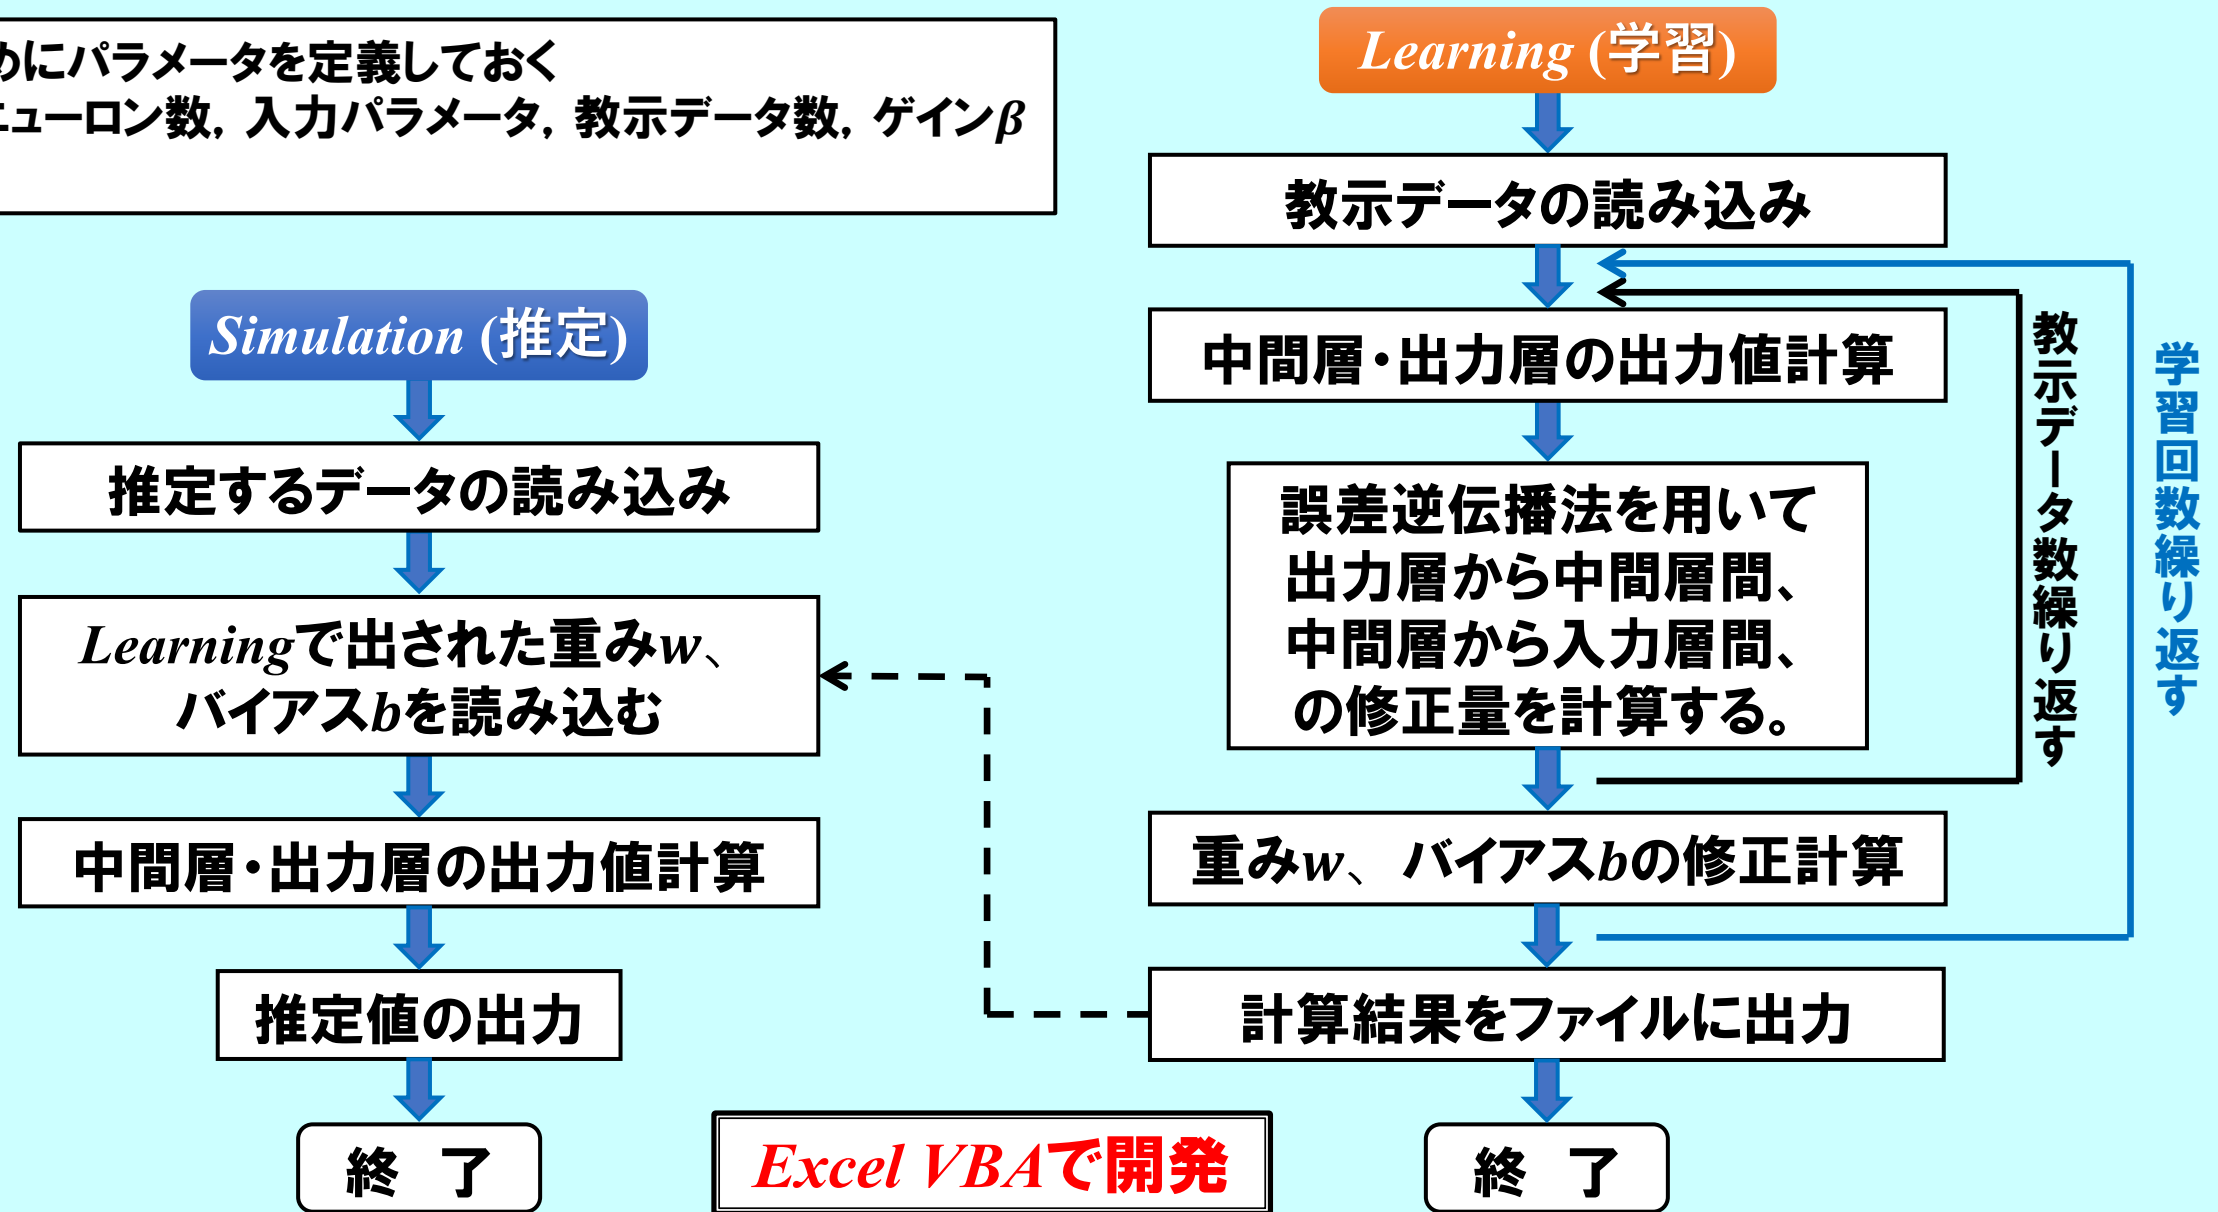 めにパラメータを定義しておく
ニューロン数, 入力パラメータ, 教示データ数, ゲインβ
Simulation (推定)
推定するデータの読み込み
Learningで出された重みw、
バイアスbを読み込む
中間層・出力層の出力値計算
推定値の出力
終 了
Excel VBAで開発
Learning (学習)
教示データの読み込み
中間層・出力層の出力値計算
誤差逆伝播法を用いて
出力層から中間層間、
中間層から入力層間、
の修正量を計算する。
重みw、バイアスbの修正計算
計算結果をファイルに出力
終 了
教示データ数繰り返す
学習回数繰り返す